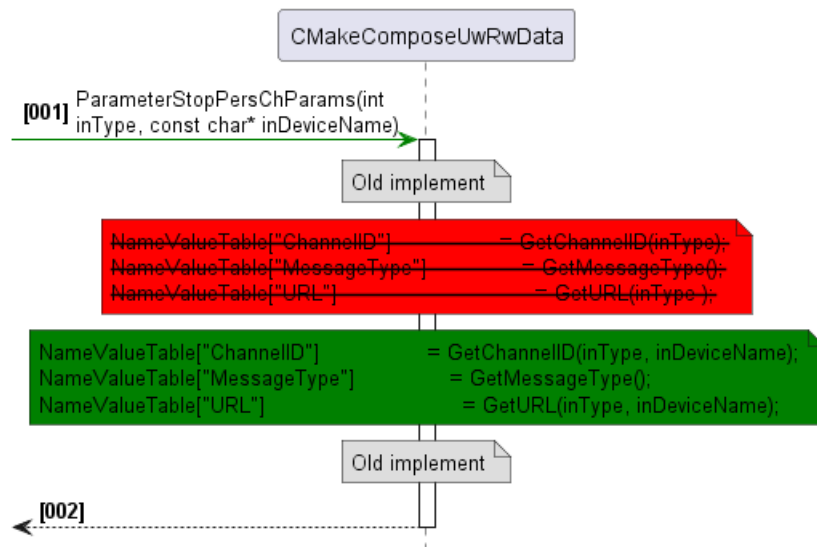 CMakeComposeUwRwData
[001] ParameterStopPersChParams(int
inType, const char* inDeviceName)
Old implement
NameValueTable["ChannelID"] = GetChannelID(inType);
NameValueTable["MessageType"] = GetMessageType();
NameValueTable["URL"] = GetURL(inType );
NameValueTable["ChannelID"] = GetChannelID(inType, inDeviceName);
NameValueTable["MessageType"] = GetMessageType();
NameValueTable["URL"] = GetURL(inType, inDeviceName);
Old implement
[002]